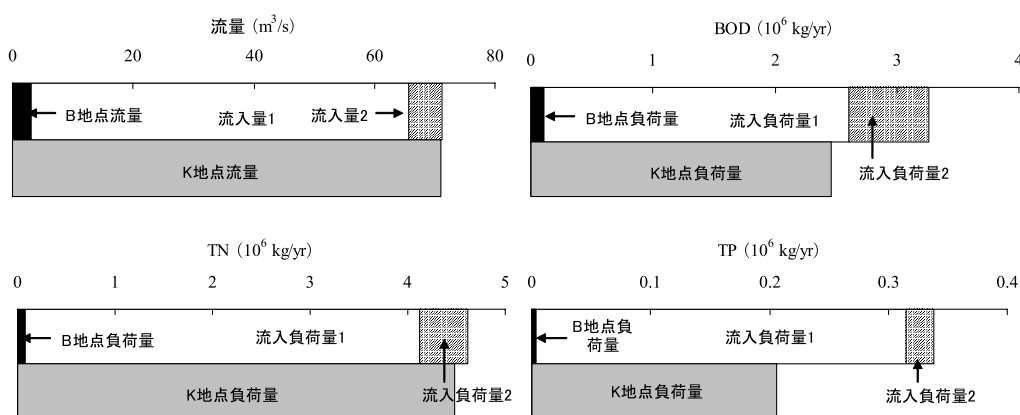 流量 (m³/s)
0 20 40 60 80
B地点流量 流入量1 流入量2
K地点流量
BOD (10⁶ kg/yr)
0 1 2 3 4
B地点負荷量 流入負荷量1
K地点負荷量 流入負荷量2
TN (10⁶ kg/yr)
0 1 2 3 4 5
B地点負荷量 流入負荷量1
K地点負荷量 流入負荷量2
TP (10⁶ kg/yr)
0 0.1 0.2 0.3 0.4
B地点負
荷量
流入負荷量1
K地点負荷量 流入負荷量2